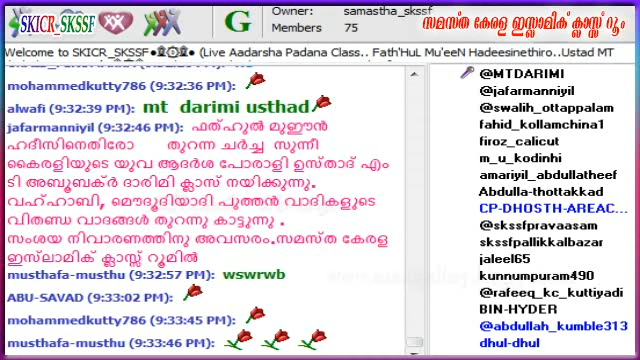 SKICR_SKSSF
G
Owner: samastha_skssf
Members 75
സമസ്ത കേരള ഇസ്ലാമിക് ക്ലാസ്സ് റൂം
Welcome to SKICR_SKSSF (Live Aadarsha Padana Class.. Fath'HuL Mu'eeN Hadeesinethiro..Ustad MT
mohammedkutty786 (9:32:36 PM):
alwafi (9:32:39 PM): mt darimi usthad
jafarmanniyil (9:32:46 PM): ഫത്ഹുൽ മുഈൻ
ഹദീസിനെതിരോ തുറന്ന ചർച്ച സുന്നീ
കൈരളിയുടെ യുവ ആദർശ പോരാളി ഉസ്താദ് എം
ടി അബൂബക്ർ ദാരിമി ക്ലാസ് നയിക്കുന്നു.
വഹ്ഹാബി, മൌദൂദിയാദി പുത്തൻ വാദികളുടെ
വിതണ്ഡ വാദങ്ങൾ തുറന്നു കാട്ടുന്നു .
സംശയ നിവാരണത്തിനു അവസരം.സമസ്ത കേരള
ഇസ്ലാമിക് ക്ലാസ്സ് റൂമിൽ
musthafa-musthu (9:32:57 PM): wswrwb
ABU-SAVAD (9:33:02 PM):
mohammedkutty786 (9:33:45 PM):
musthafa-musthu (9:33:46 PM):
@MTDARIMI
@jafarmanniyil
@swalih_ottappalam
fahid_kollamchina1
firoz_calicut
m_u_kodinhi
amariyil_abdullatheef
Abdulla-thottakkad
CP-DHOSTH-AREAC...
@skssfpravaasam
skssfpallikkalbazar
jaleel65
kunnumpuram490
@rafeeq_kc_kuttiyadi
BIN-HYDER
@abdullah_kumble313
dhul-dhul